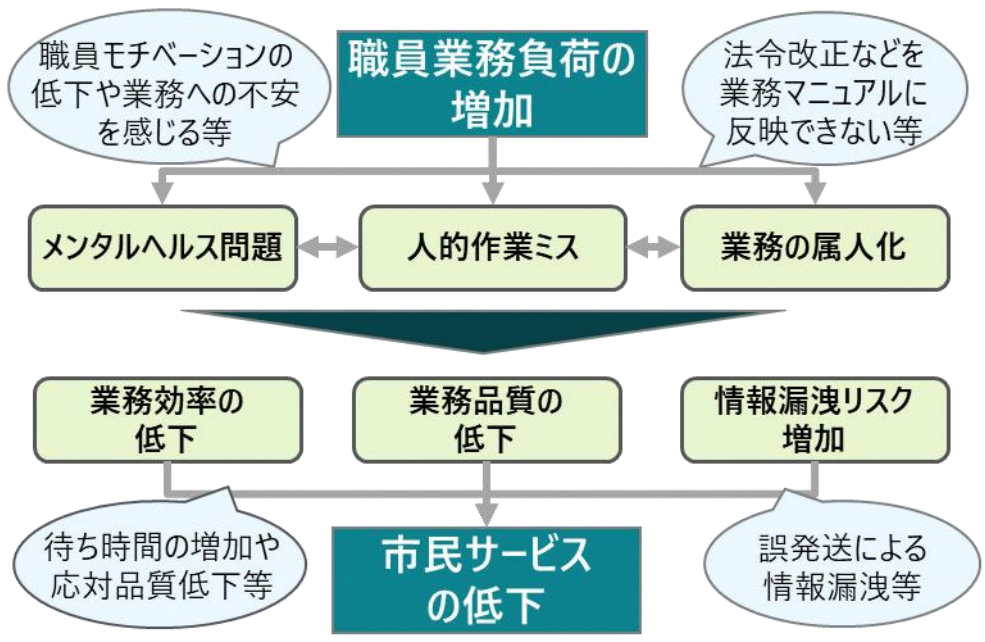 職員モチベーションの
低下や業務への不安
を感じる等
職員業務負荷の
増加
法令改正などを
業務マニュアルに
反映できない等
メンタルヘルス問題
人的作業ミス
業務の属人化
業務効率の
低下
業務品質の
低下
情報漏洩リスク
増加
待ち時間の増加や
応対品質低下等
市民サービス
の低下
誤発送による
情報漏洩等